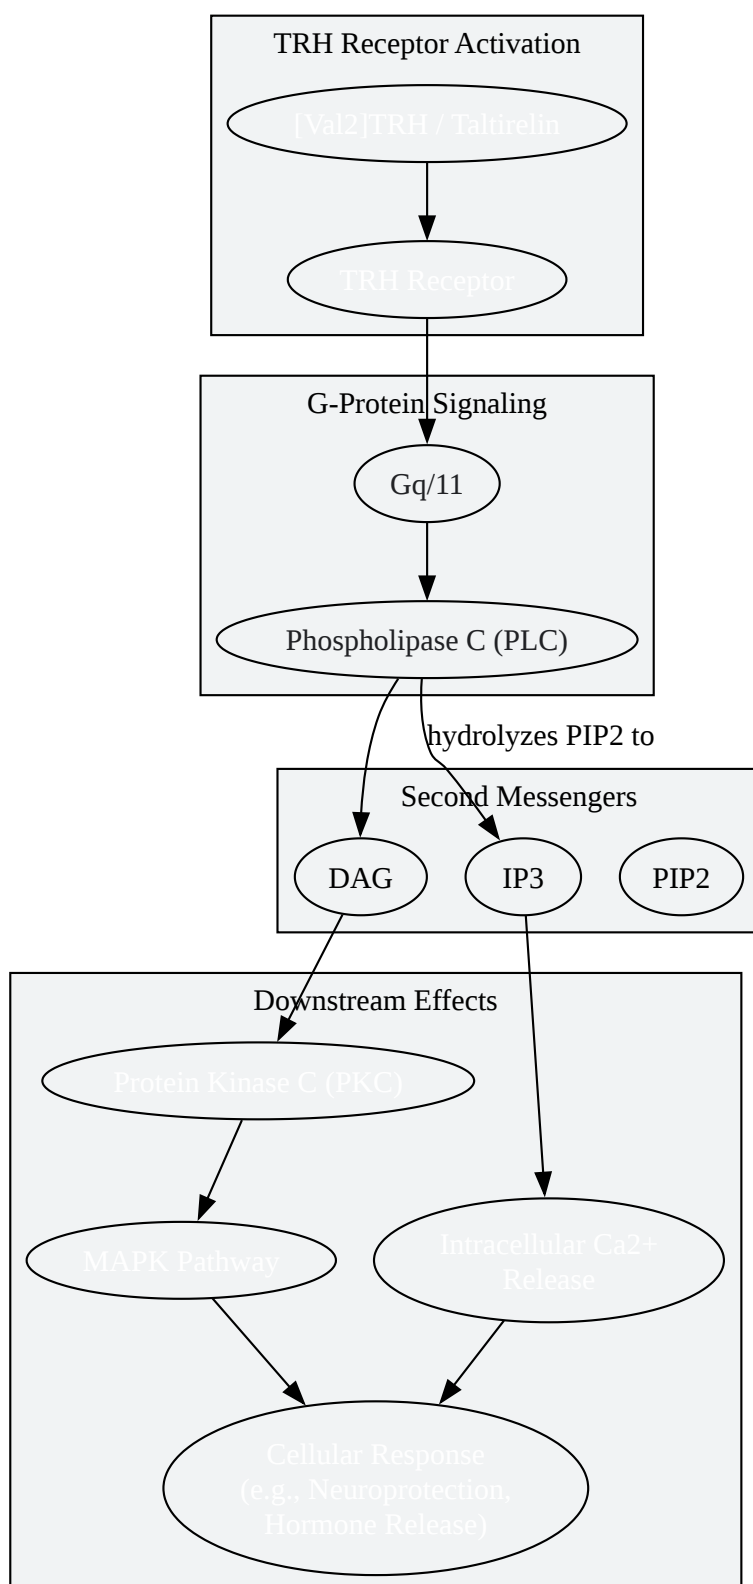 TRH Receptor Activation
[Val2]TRH / Taltirelin
TRH Receptor
G-Protein Signaling
Gq/11
Phospholipase C (PLC)
hydrolyzes PIP2 to
Second Messengers
DAG
IP3
PIP2
Downstream Effects
Protein Kinase C (PKC)
MAPK Pathway
Intracellular Ca2+
Release
Cellular Response
(e.g., Neuroprotection,
Hormone Release)